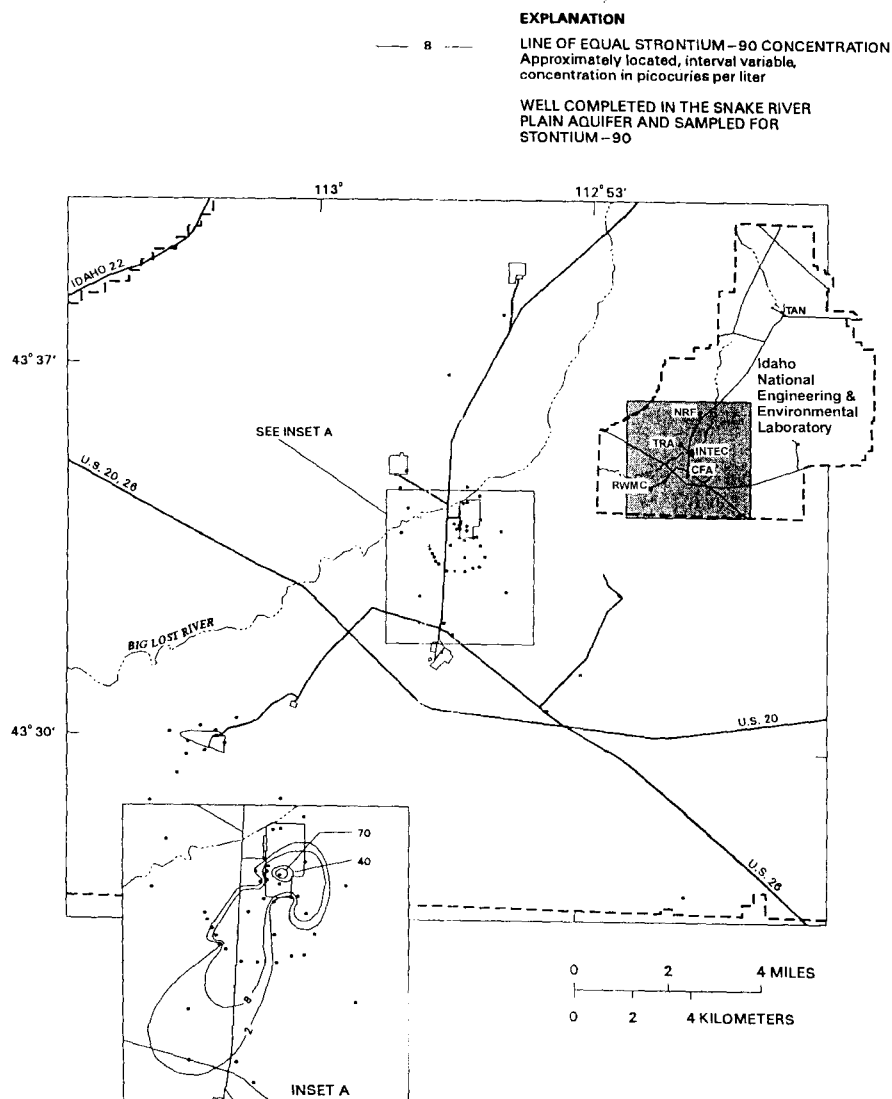 EXPLANATION
8
LINE OF EQUAL STRONTIUM-90 CONCENTRATION
Approximately located, interval variable,
concentration in picocuries per liter
WELL COMPLETED IN THE SNAKE RIVER
PLAIN AQUIFER AND SAMPLED FOR
STONTIUM-90
113°
112° 53'
IDAHO 22
43° 37'
TAN
Idaho
National
Engineering &
Environmental
Laboratory
NRF
TRA
INTEC
CFA
RWMC
SEE INSET A
U.S. 20, 26
BIG LOST RIVER
43° 30'
U.S. 20
U.S. 26
70
40
8
2
INSET A
0 2 4 MILES
0 2 4 KILOMETERS